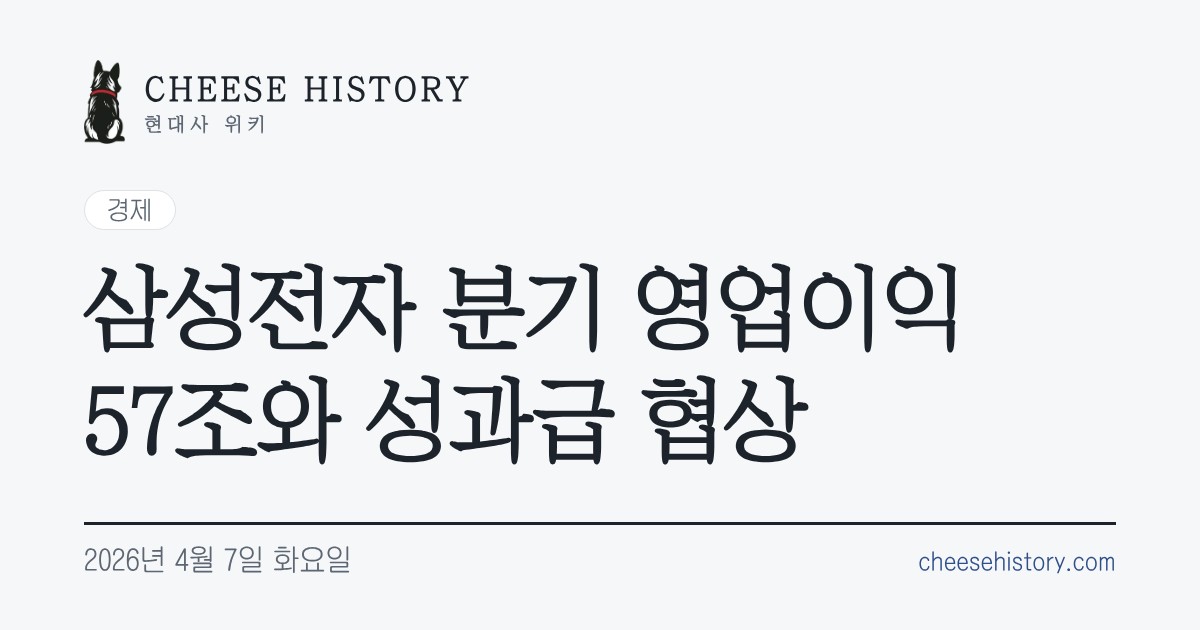 CHEESE HISTORY
현대사 위키
경제
삼성전자 분기 영업이익
57조와 성과급 협상
2026년 4월 7일 화요일
cheesehistory.com